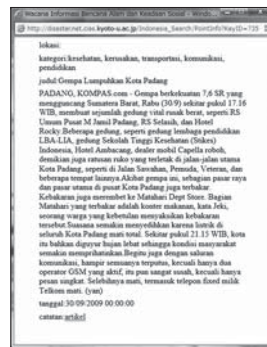 Wacana Informasi Bencana Alam dan Keadaan Sosial - Windo...
http://disaster.net.cias.kyoto-u.ac.jp/Indonesia_Search/PointInfo?KeyID=735
lokasi:
kategori:kesehatan, kerusakan, transportasi, komunikasi,
pendidikan
judul:Gempa Lumpuhkan Kota Padang
PADANG, KOMPAS.com - Gempa berkekuatan 7,6 SR yang
mengguncang Sumatera Barat, Rabu (30/9) sekitar pukul 17.16
WIB, membuat sejumlah gedung vital rusak berat, seperti RS
Umum Pusat M Jamil Padang, RS Selasih, dan Hotel
Rocky.Beberapa gedung, seperti gedung lembaga pendidikan
LBA-LIA, gedung Sekolah Tinggi Kesehatan (Stikes)
Indonesia, Hotel Ambacang, dealer mobil Capella roboh,
demikian juga ratusan ruko yang terletak di jalan-jalan utama
Kota Padang, seperti di Jalan Sawahan, Pemuda, Veteran, dan
beberapa tempat lainnya.Akibat gempa ini, sebagian pasar raya
dan pasar utama di pusat Kota Padang juga terbakar.
Kebakaran juga merembet ke Matahari Dept Store. Bagian
Matahari yang terbakar adalah konter makanan, kata Jeki,
seorang warga yang kebetulan menyaksikan kebakaran
tersebut.Suasana semakin menyedihkan karena listrik di
seluruh Kota Padang mati total. Sekitar pukul 21.15 WIB, kota
itu bahkan diguyur hujan lebat sehingga kondisi masyarakat
semakin memprihatinkan.Begitu juga dengan saluran
komunikasi, hampir semuanya terputus, kecuali hanya dua
operator GSM yang aktif, itu pun sangat susah, kecuali hanya
pesan singkat. Selebihnya mati, termasuk telepon fixed milik
Telkom mati. (yan)
tanggal:30/09/2009 00:00:00
catatan:artikel